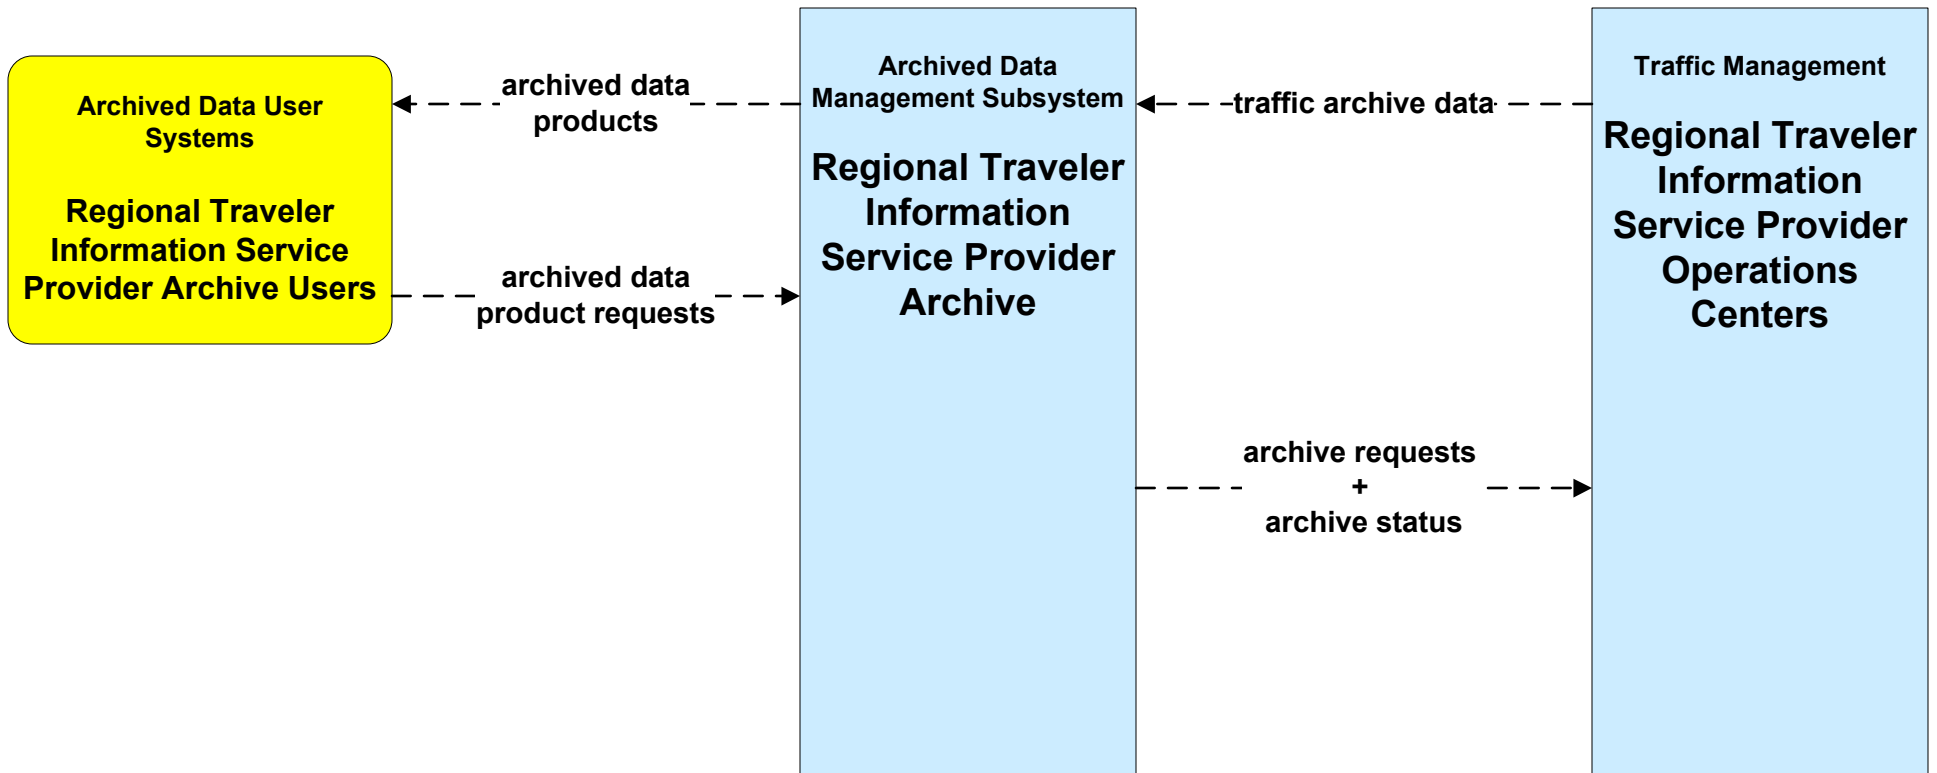 Archived Data User
Systems
Regional Traveler
Information Service
Provider Archive Users
archived data
products
archived data
product requests
Archived Data
Management Subsystem
Regional Traveler
Information
Service Provider
Archive
traffic archive data
archive requests
+
archive status
Traffic Management
Regional Traveler
Information
Service Provider
Operations
Centers